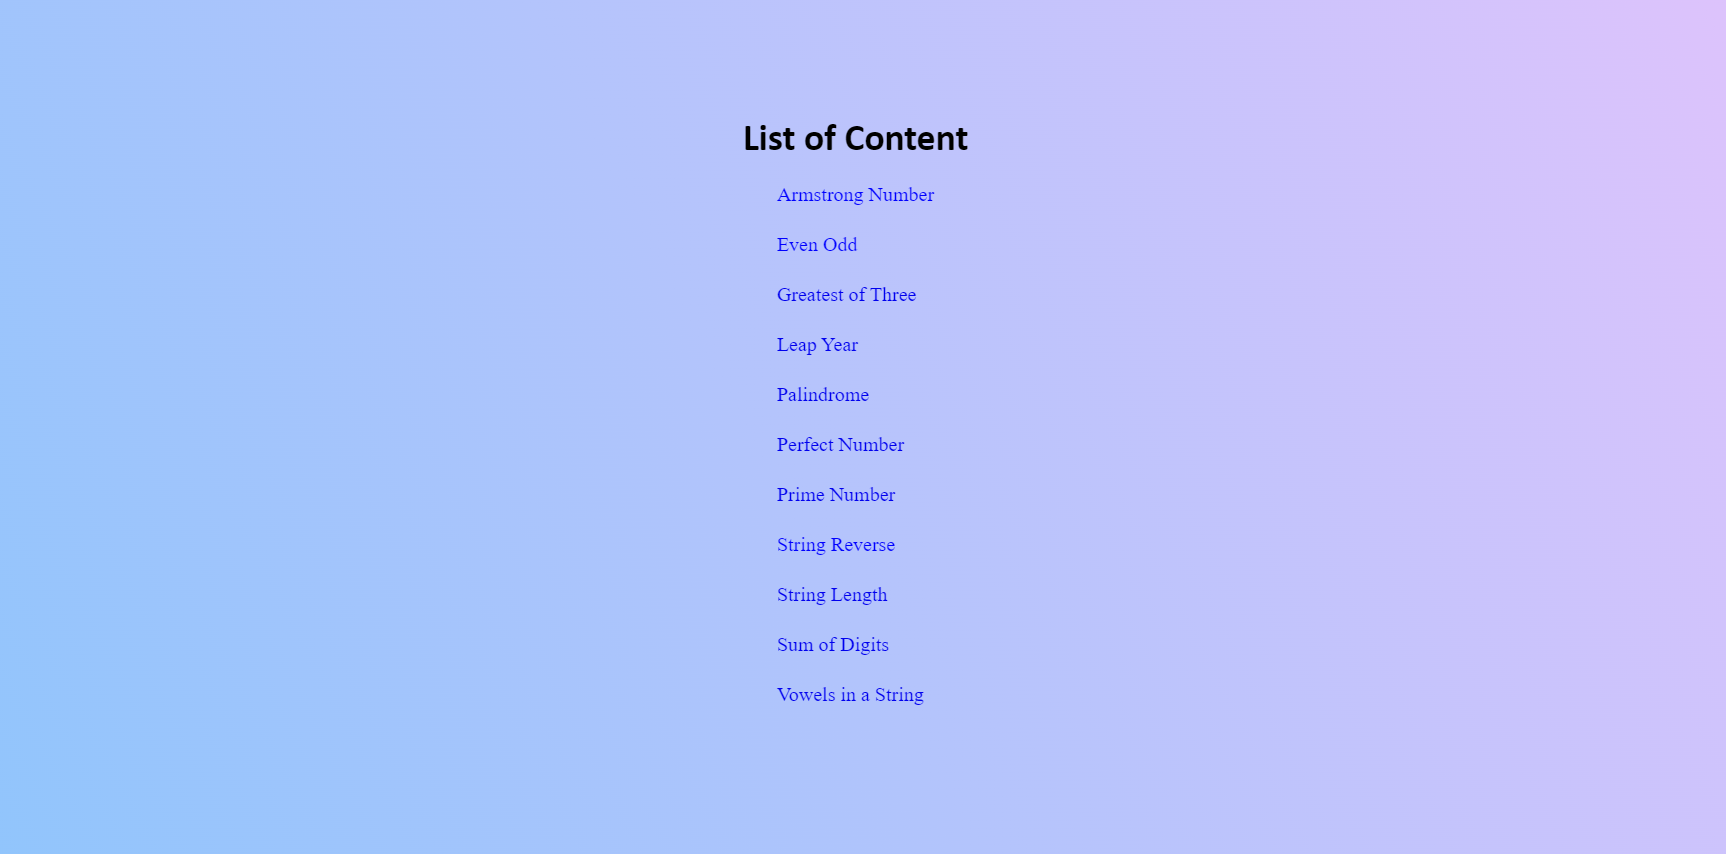 List of Content
Armstrong Number
Even Odd
Greatest of Three
Leap Year
Palindrome
Perfect Number
Prime Number
String Reverse
String Length
Sum of Digits
Vowels in a String